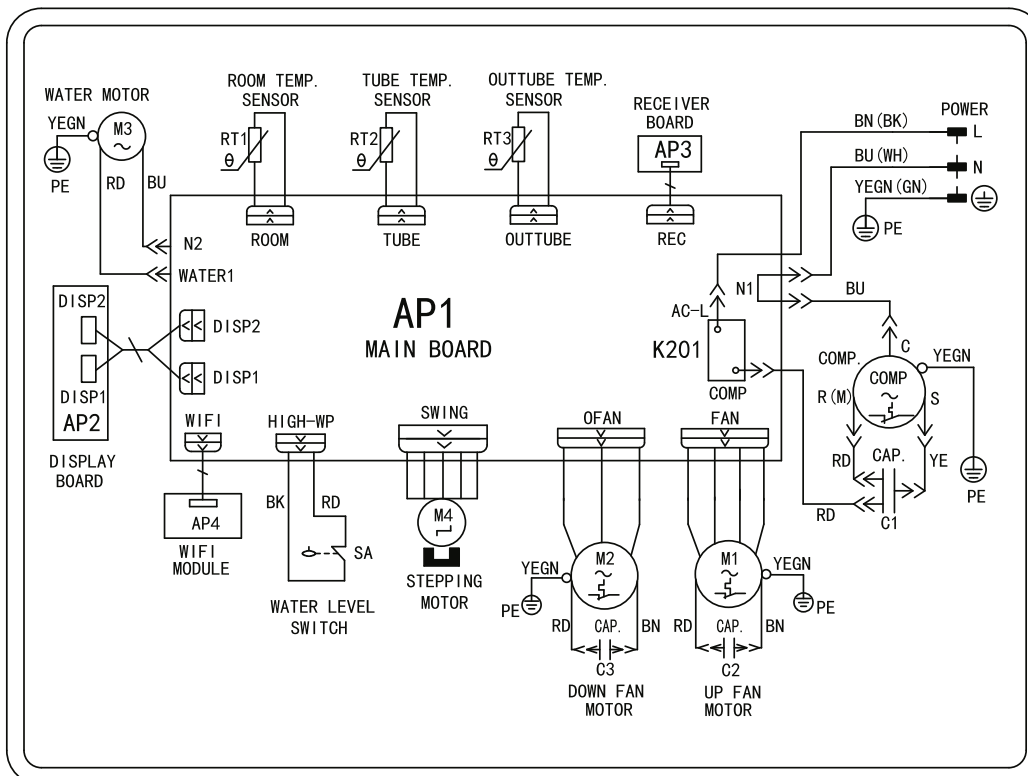 WATER MOTOR
YEGN
M3
PE
RD
BU
ROOM TEMP.
SENSOR
RT1
θ
TUBE TEMP.
SENSOR
RT2
θ
OUTTUBE TEMP.
SENSOR
RT3
θ
RECEIVER
BOARD
AP3
POWER
BN(BK)
L
BU(WH)
N
YEGN(GN)
PE
ROOM
TUBE
OUTTUBE
REC
N2
WATER1
DISP2
DISP1
AP2
DISPLAY
BOARD
DISP2
DISP1
AP1
MAIN BOARD
N1
BU
AC-L
K201
COMP
COMP.
C
COMP
YEGN
R(M)
S
RD
CAP.
YE
PE
RD
C1
WIFI
AP4
WIFI
MODULE
HIGH-WP
BK
RD
SA
WATER LEVEL
SWITCH
SWING
M4
STEPPING
MOTOR
OFAN
YEGN
M2
PE
RD
CAP.
BN
C3
DOWN FAN
MOTOR
FAN
M1
YEGN
PE
RD
CAP.
BN
C2
UP FAN
MOTOR